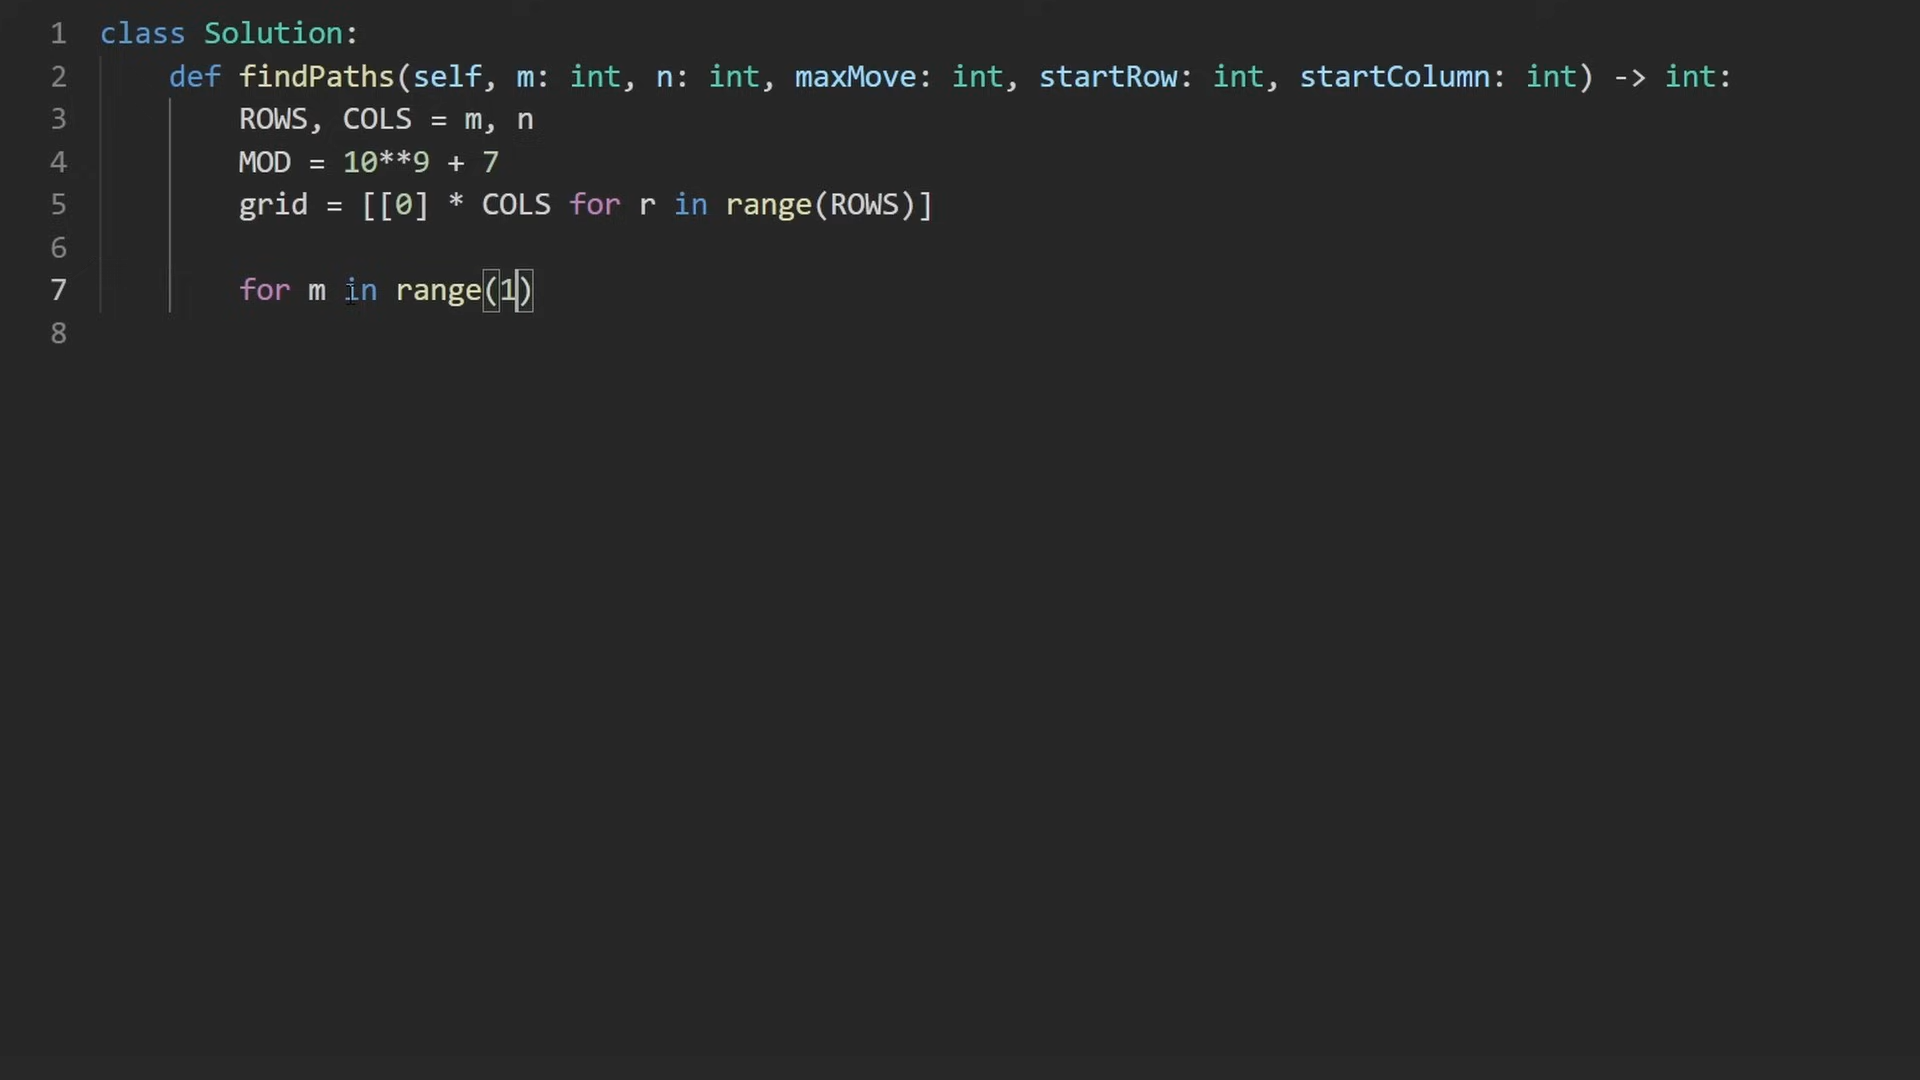 1 class Solution:
2 def findPaths(self, m: int, n: int, maxMove: int, startRow: int, startColumn: int) -> int:
3 ROWS, COLS = m, n
4 MOD = 10**9 + 7
5 grid = [[0] * COLS for r in range(ROWS)]
6
7 for m in range(1)
8